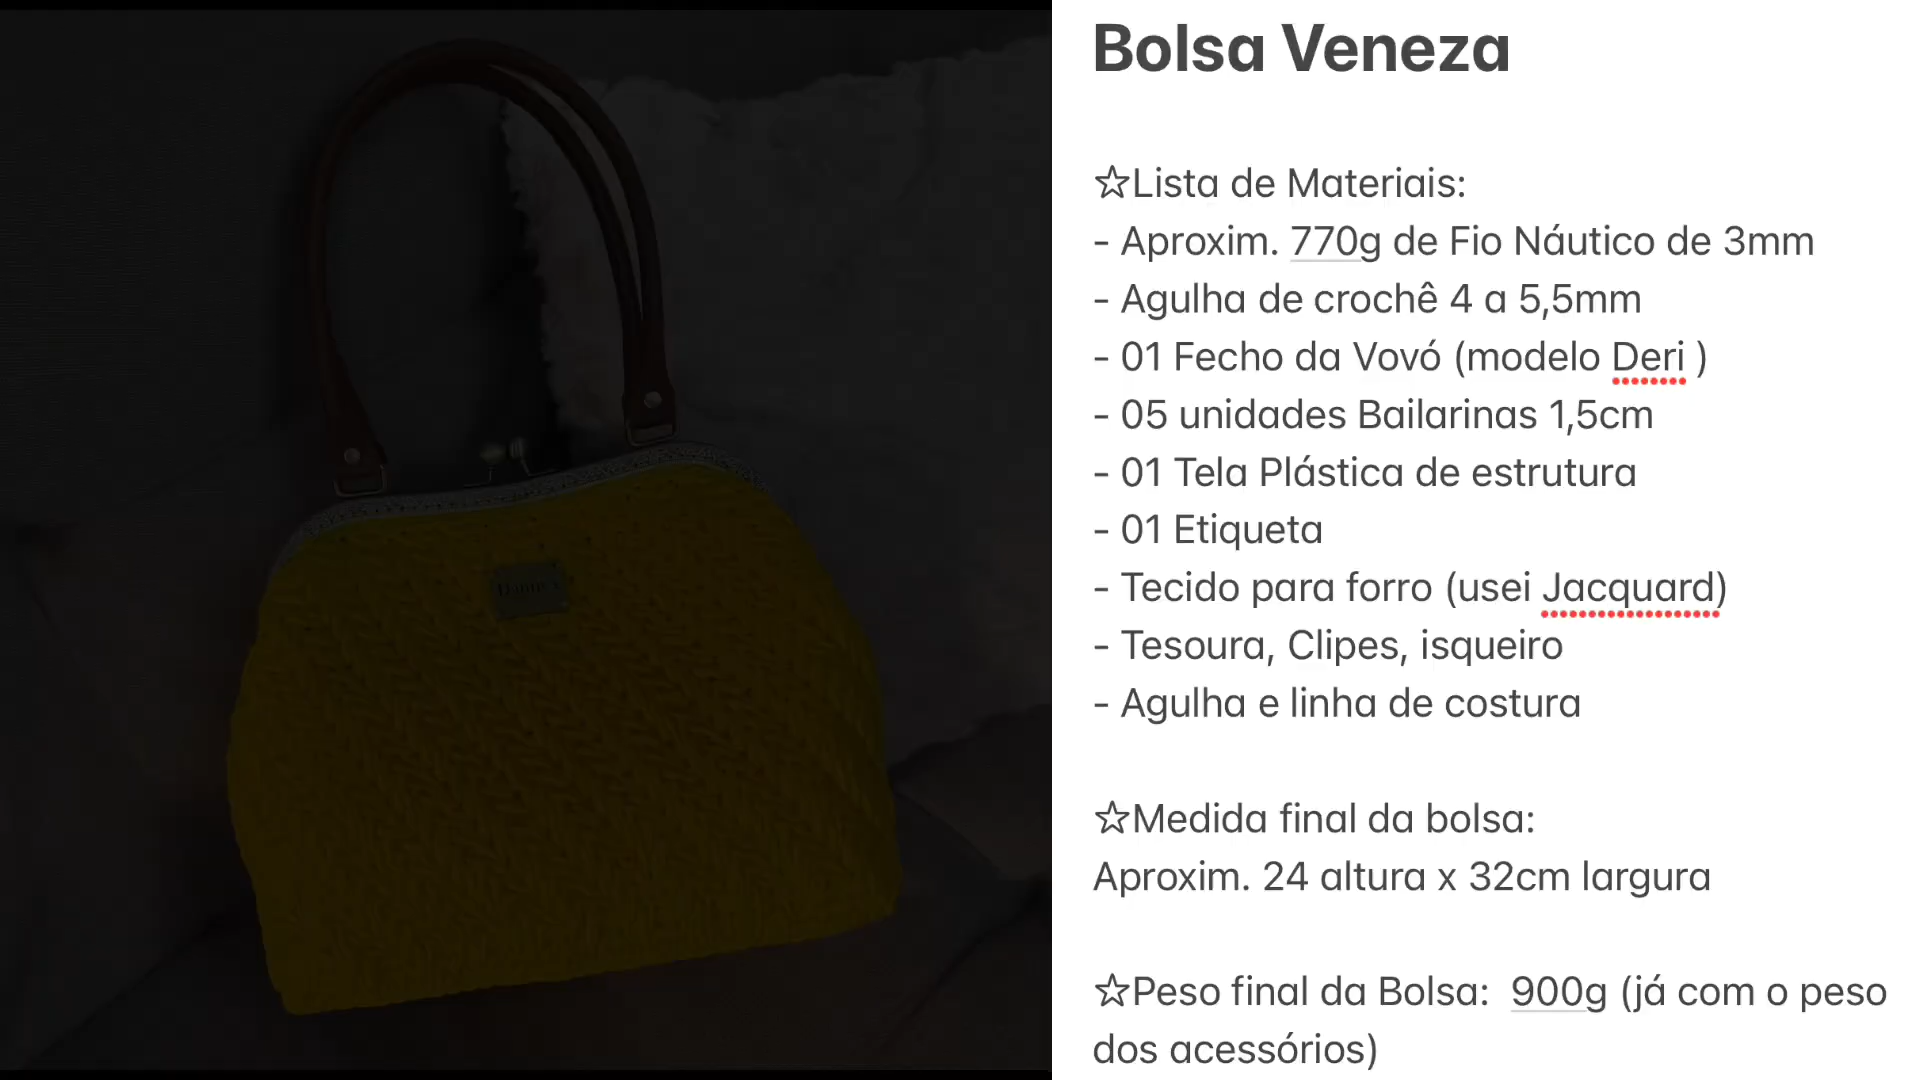 Bolsa Veneza
☆Lista de Materiais:
- Aproxim. 770g de Fio Náutico de 3mm
- Agulha de crochê 4 a 5,5mm
- 01 Fecho da Vovó (modelo Deri )
- 05 unidades Bailarinas 1,5cm
- 01 Tela Plástica de estrutura
- 01 Etiqueta
- Tecido para forro (usei Jacquard)
- Tesoura, Clipes, isqueiro
- Agulha e linha de costura
☆Medida final da bolsa:
Aproxim. 24 altura x 32cm largura
☆Peso final da Bolsa:  900g (já com o peso
dos acessórios)